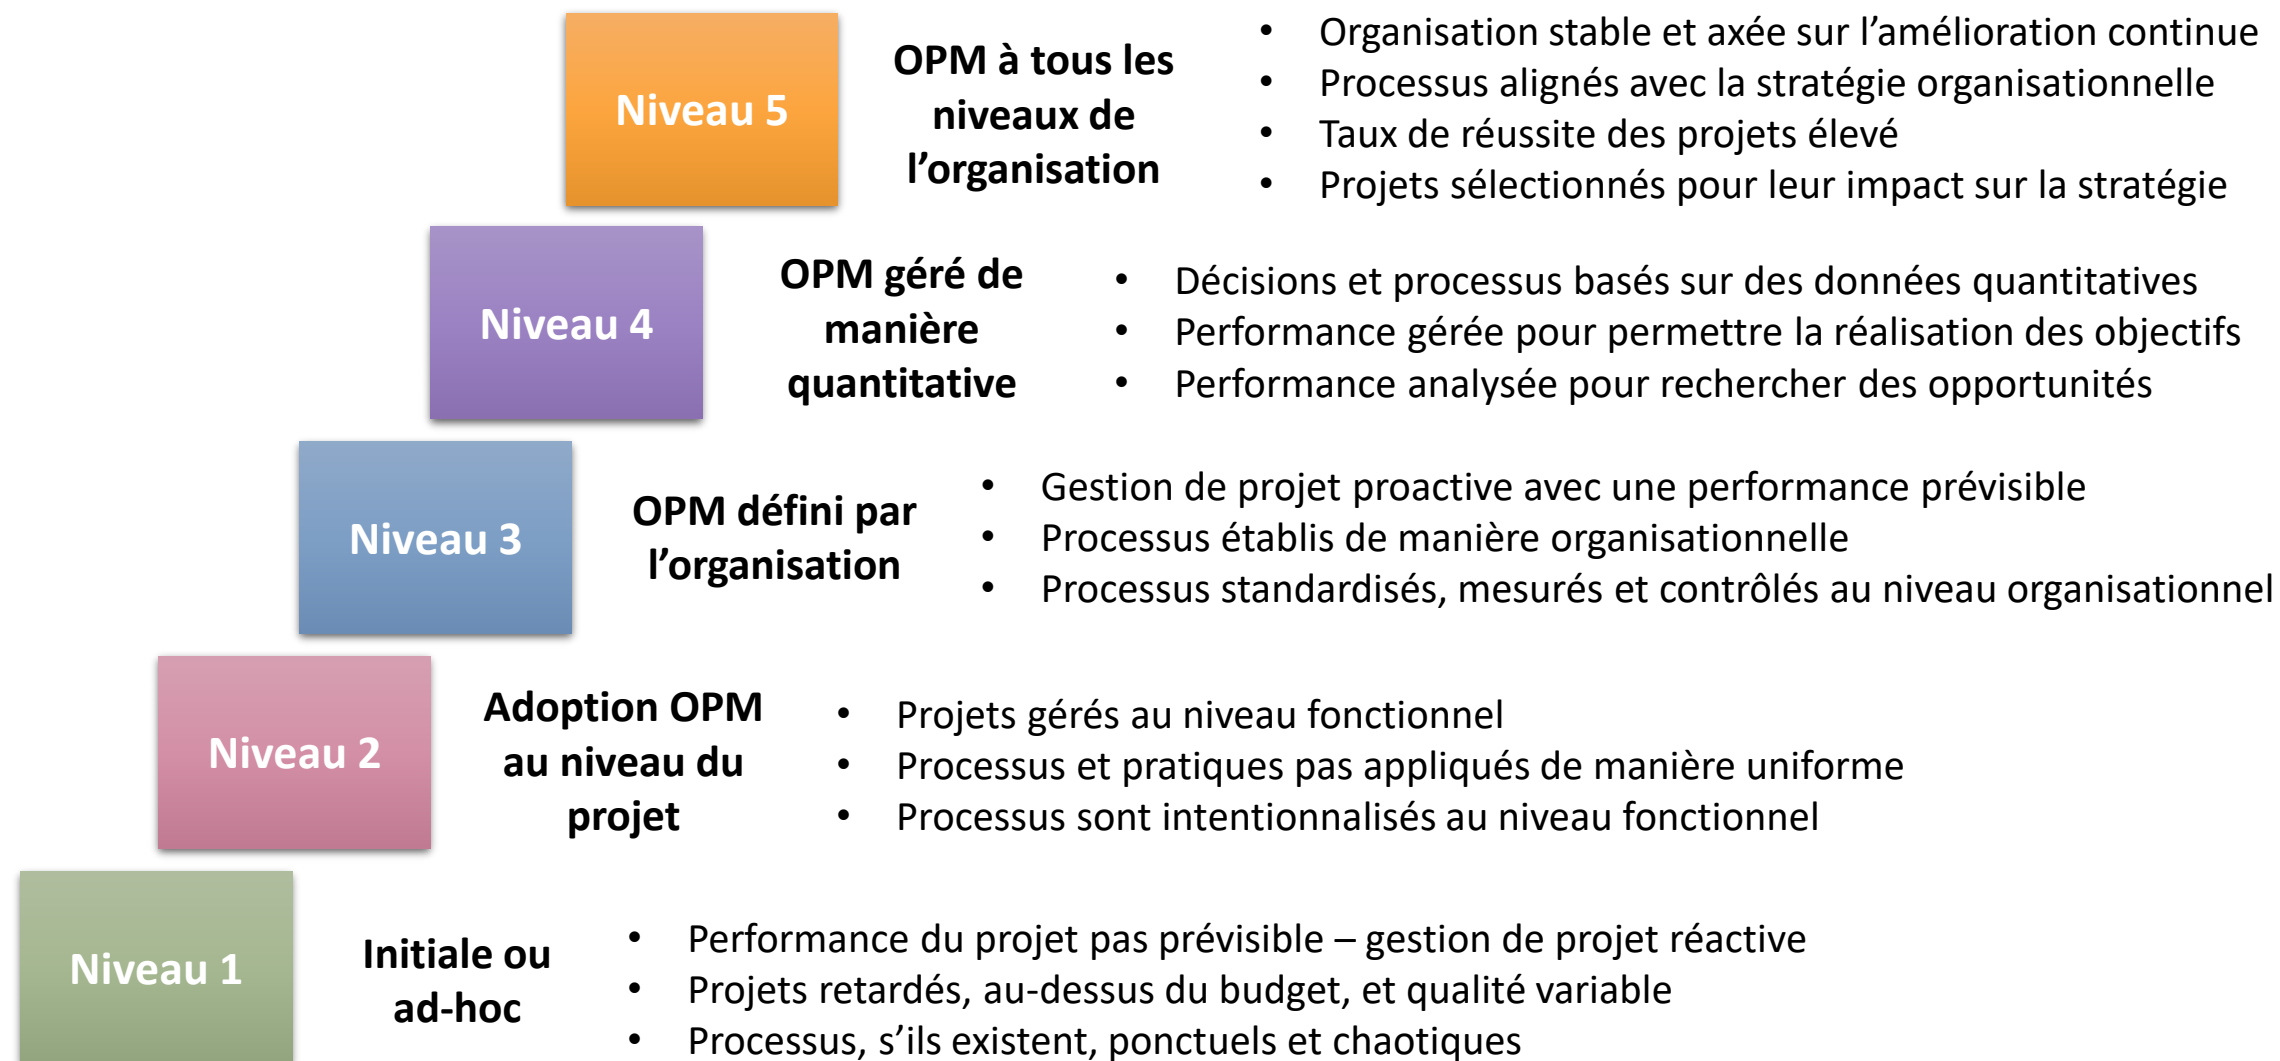 Niveau 5
OPM à tous les
niveaux de
l’organisation
• Organisation stable et axée sur l’amélioration continue
• Processus alignés avec la stratégie organisationnelle
• Taux de réussite des projets élevé
• Projets sélectionnés pour leur impact sur la stratégie
Niveau 4
OPM géré de
manière
quantitative
• Décisions et processus basés sur des données quantitatives
• Performance gérée pour permettre la réalisation des objectifs
• Performance analysée pour rechercher des opportunités
Niveau 3
OPM défini par
l’organisation
• Gestion de projet proactive avec une performance prévisible
• Processus établis de manière organisationnelle
• Processus standardisés, mesurés et contrôlés au niveau organisationnel
Niveau 2
Adoption OPM
au niveau du
projet
• Projets gérés au niveau fonctionnel
• Processus et pratiques pas appliqués de manière uniforme
• Processus sont intentionnalisés au niveau fonctionnel
Niveau 1
Initiale ou
ad-hoc
• Performance du projet pas prévisible – gestion de projet réactive
• Projets retardés, au-dessus du budget, et qualité variable
• Processus, s’ils existent, ponctuels et chaotiques